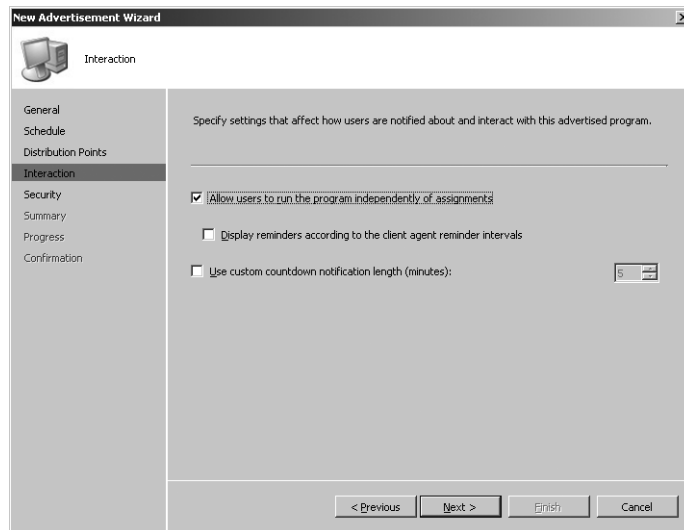 New Advertisement Wizard
Interaction
General
Schedule
Distribution Points
Interaction
Security
Summary
Progress
Confirmation
Specify settings that affect how users are notified about and interact with this advertised program.
Allow users to run the program independently of assignments
Display reminders according to the client agent reminder intervals
Use custom countdown notification length (minutes):
5
< Previous
Next >
Finish
Cancel